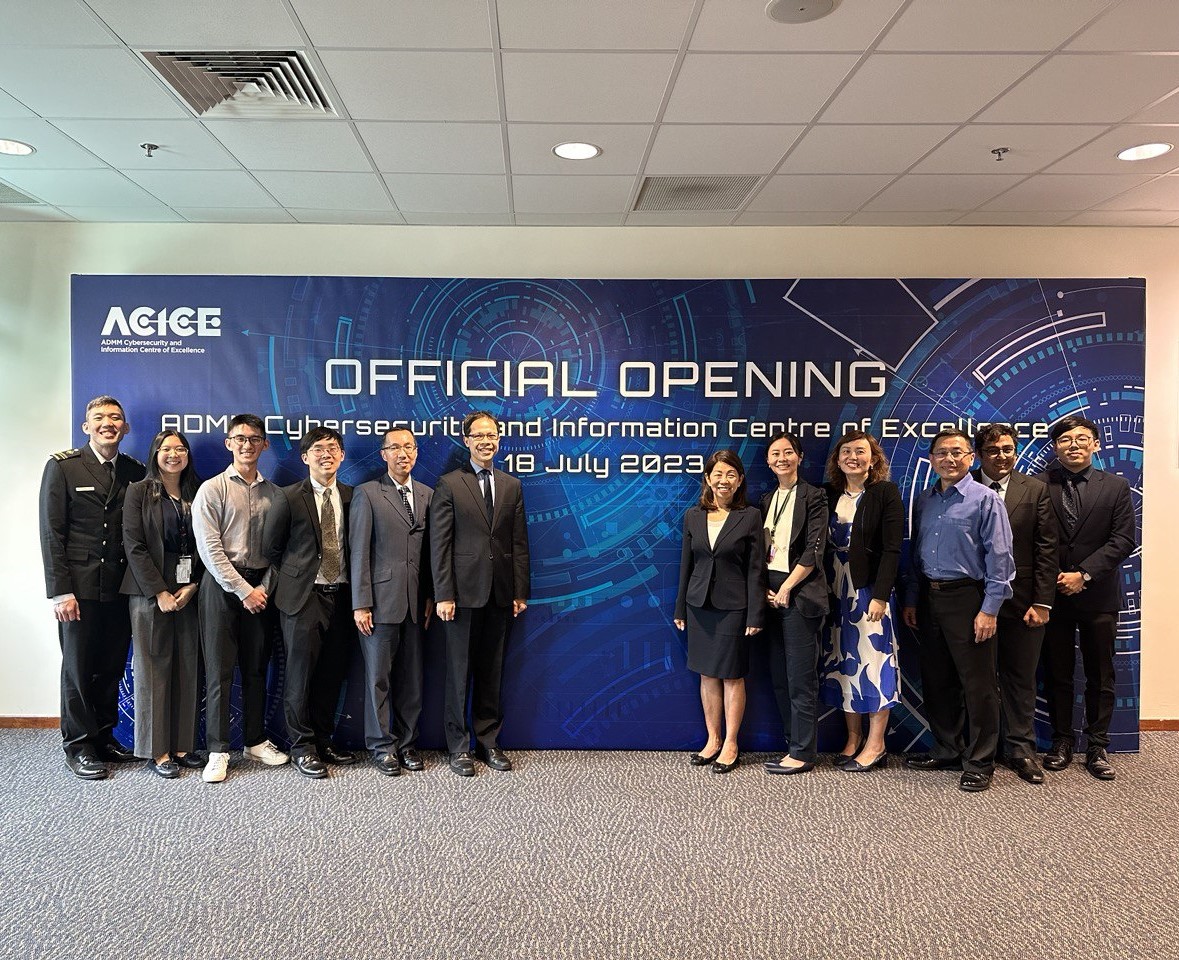 ACICE
ADMM Cybersecurity and
Information Centre of Excellence
OFFICIAL OPENING
ADMM Cybersecurity and Information Centre of Excellence
18 July 2023